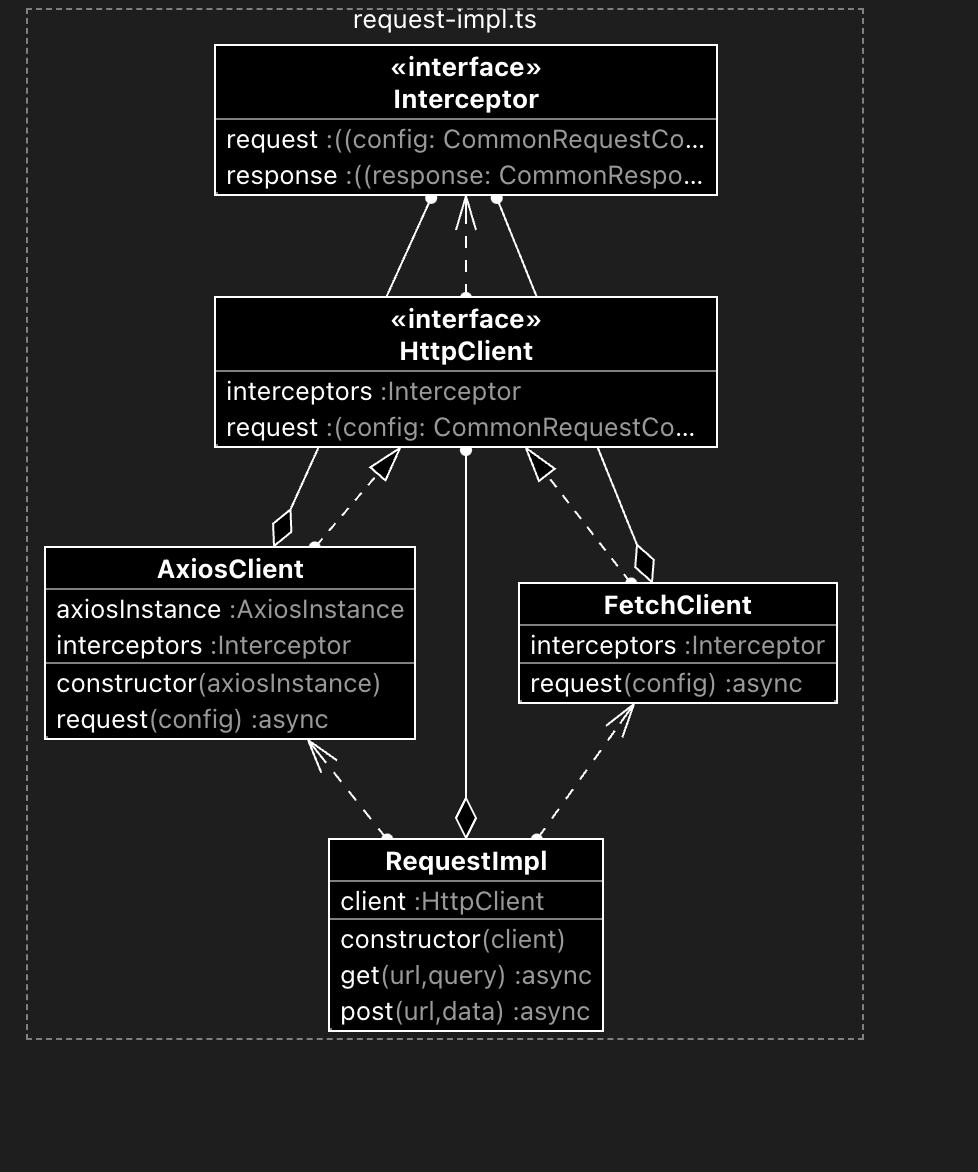 request-impl.ts
«interface»
Interceptor
request :((config: CommonRequestCo...
response :((response: CommonRespo...
«interface»
HttpClient
interceptors :Interceptor
request :(config: CommonRequestCo...
AxiosClient
axiosInstance :AxiosInstance
interceptors :Interceptor
constructor(axiosInstance)
request(config) :async
FetchClient
interceptors :Interceptor
request(config) :async
RequestImpl
client :HttpClient
constructor(client)
get(url,query) :async
post(url,data) :async